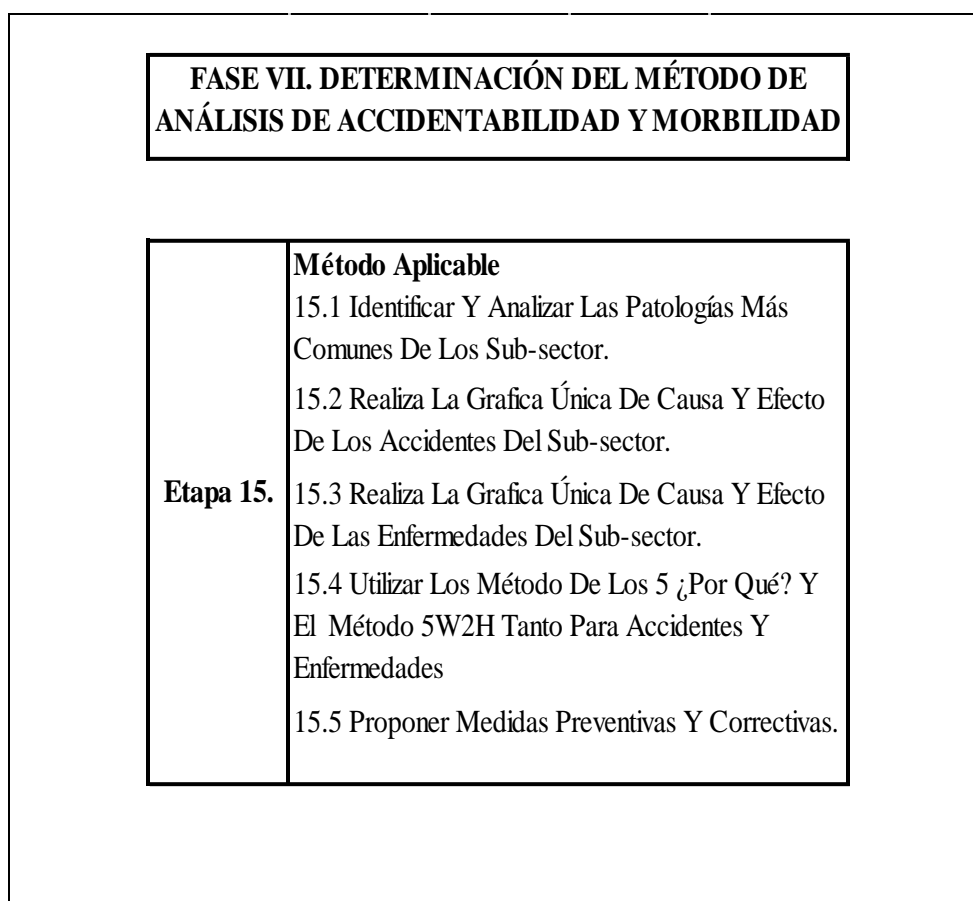 FASE VII. DETERMINACIÓN DEL MÉTODO DE
ANÁLISIS DE ACCIDENTABILIDAD Y MORBILIDAD
Etapa 15.
Método Aplicable
15.1 Identificar Y Analizar Las Patologías Más
Comunes De Los Sub-sector.
15.2 Realiza La Grafica Única De Causa Y Efecto
De Los Accidentes Del Sub-sector.
15.3 Realiza La Grafica Única De Causa Y Efecto
De Las Enfermedades Del Sub-sector.
15.4 Utilizar Los Método De Los 5 ¿Por Qué? Y
El Método 5W2H Tanto Para Accidentes Y
Enfermedades
15.5 Proponer Medidas Preventivas Y Correctivas.